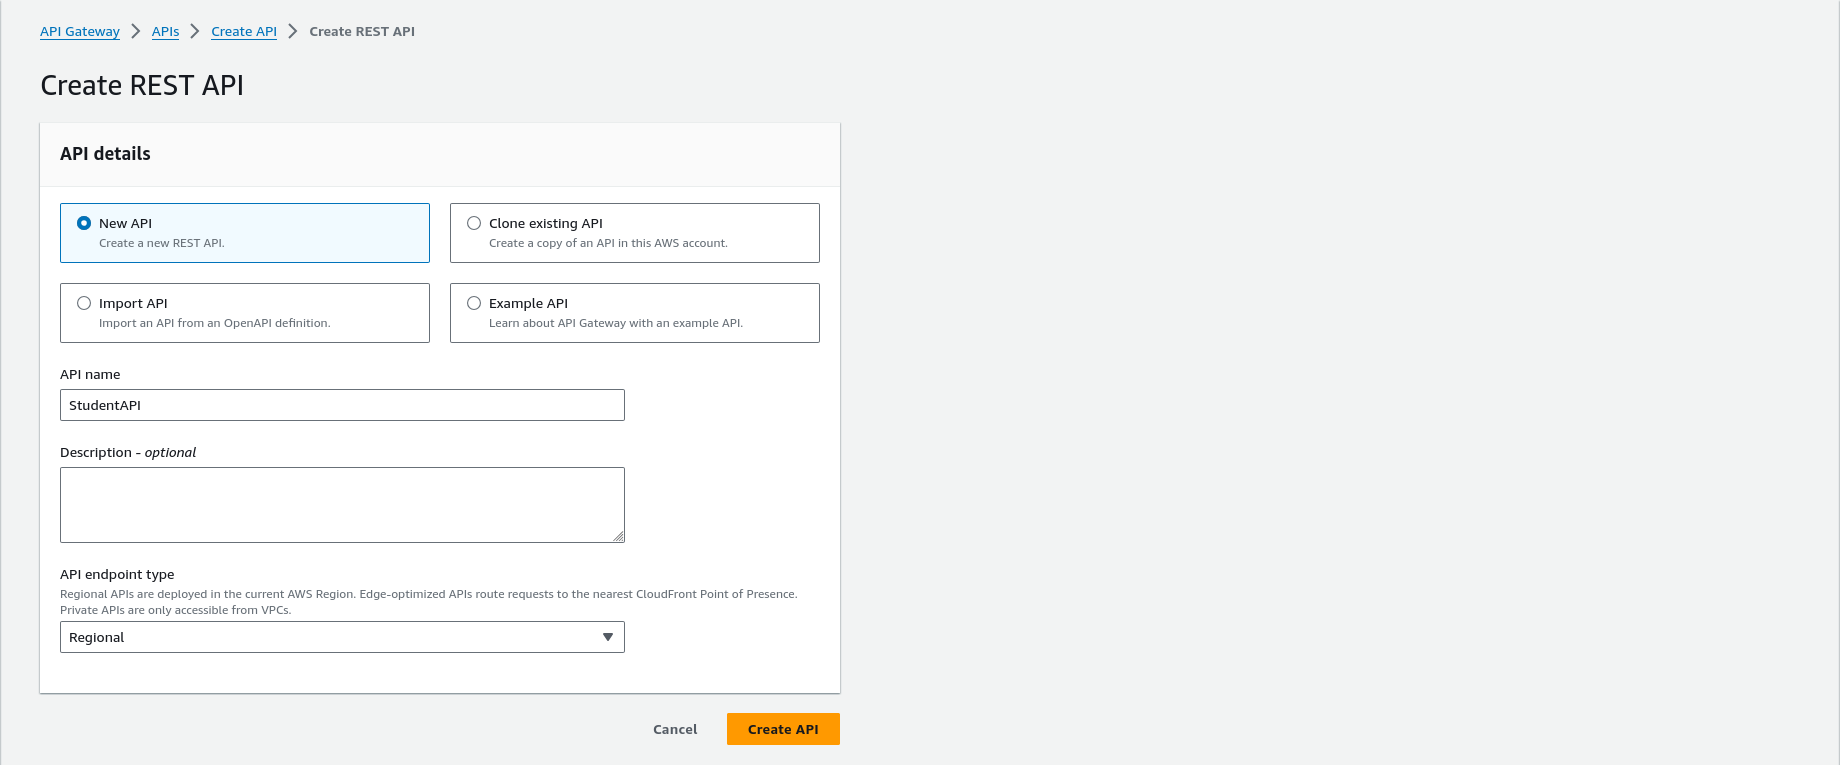 API Gateway > APIs > Create API > Create REST API
Create REST API
API details
New API
Create a new REST API.
Clone existing API
Create a copy of an API in this AWS account.
Import API
Import an API from an OpenAPI definition.
Example API
Learn about API Gateway with an example API.
API name
StudentAPI
Description - optional
API endpoint type
Regional APIs are deployed in the current AWS Region. Edge-optimized APIs route requests to the nearest CloudFront Point of Presence.
Private APIs are only accessible from VPCs.
Regional
Cancel
Create API